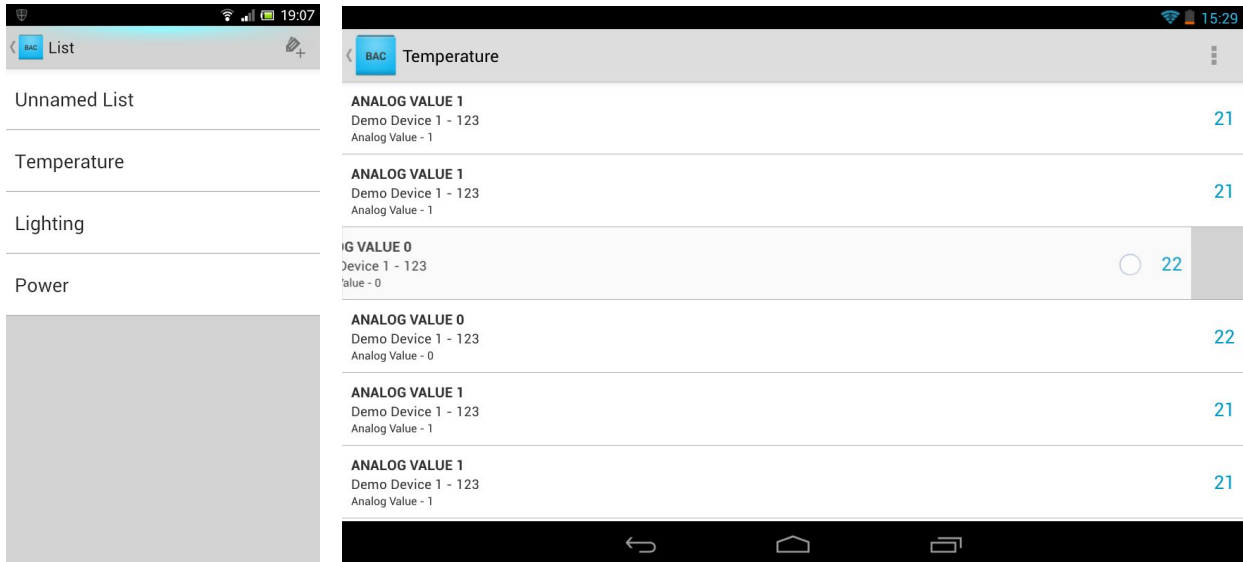 19:07
BAC List
Unnamed List
Temperature
Lighting
Power
15:29
BAC Temperature
ANALOG VALUE 1
Demo Device 1 - 123
Analog Value - 1
21
ANALOG VALUE 1
Demo Device 1 - 123
Analog Value - 1
21
G VALUE 0
Device 1 - 123
Value - 0
22
ANALOG VALUE 0
Demo Device 1 - 123
Analog Value - 0
22
ANALOG VALUE 1
Demo Device 1 - 123
Analog Value - 1
21
ANALOG VALUE 1
Demo Device 1 - 123
Analog Value - 1
21